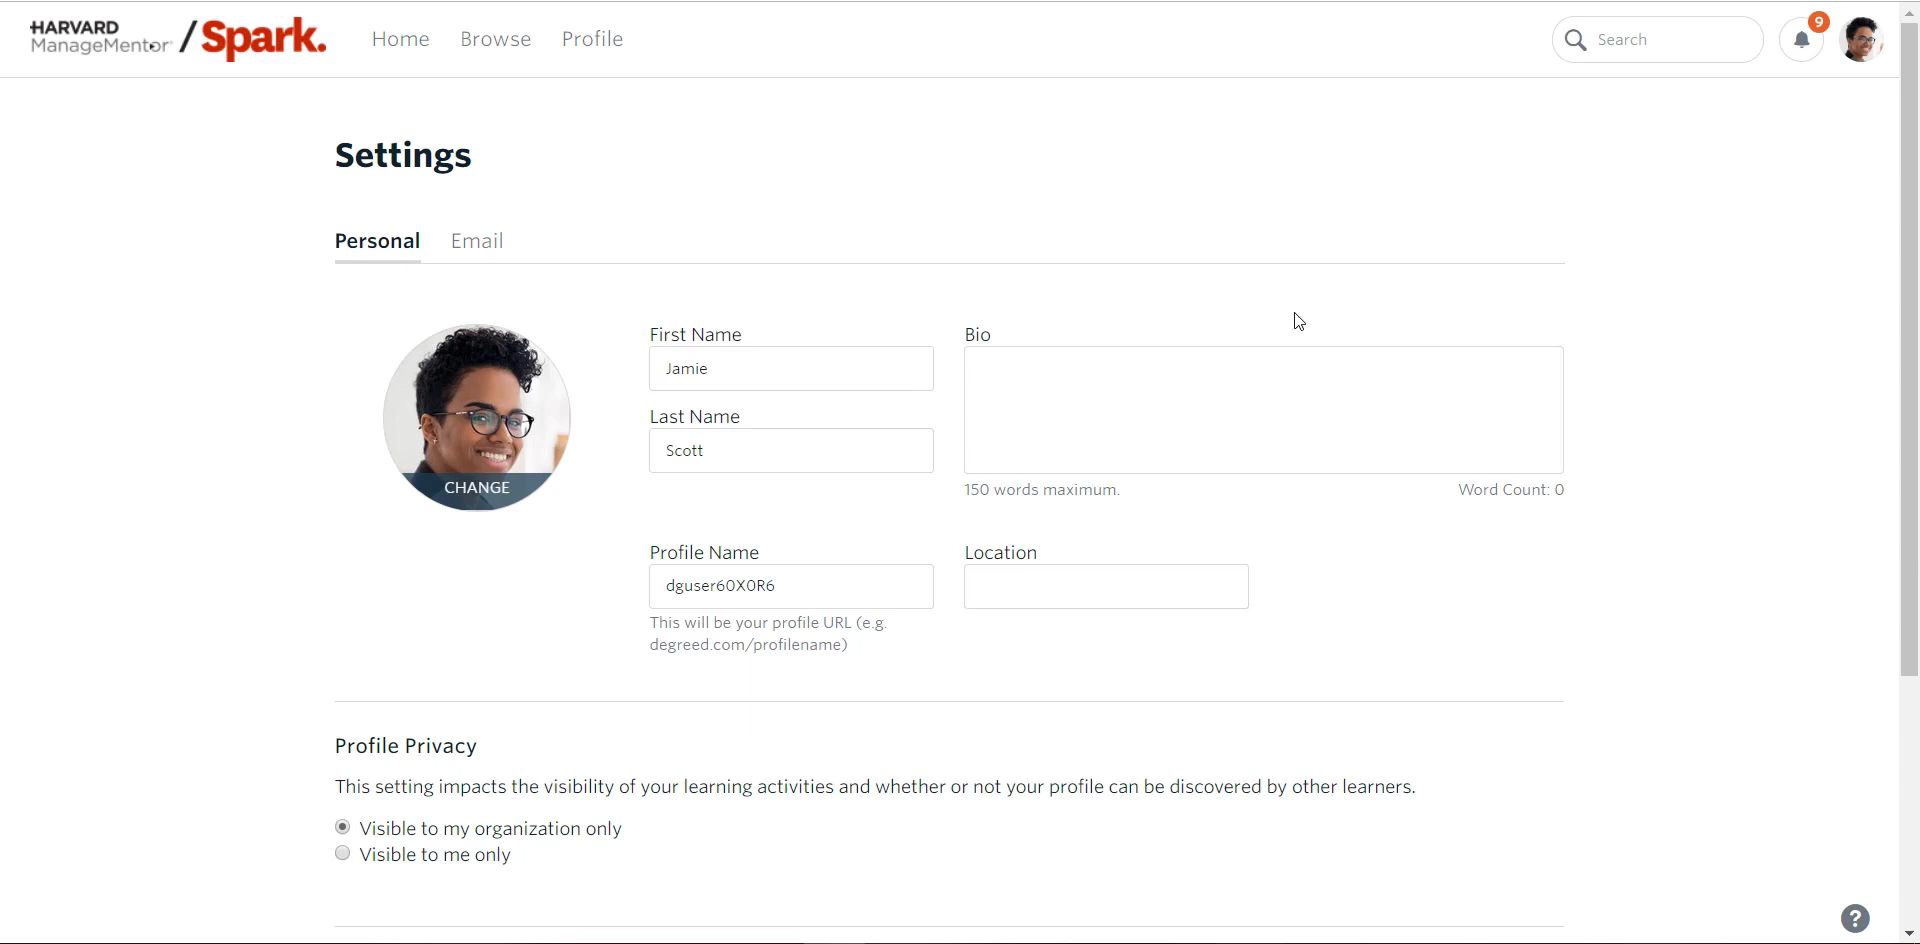 HARVARD
ManageMentor / Spark.
Home
Browse
Profile
Search
9
Settings
Personal
Email
CHANGE
First Name
Jamie
Last Name
Scott
Bio
150 words maximum.
Word Count: 0
Profile Name
dguser60X0R6
This will be your profile URL (e.g.
degreed.com/profilename)
Location
Profile Privacy
This setting impacts the visibility of your learning activities and whether or not your profile can be discovered by other learners.
Visible to my organization only
Visible to me only
?